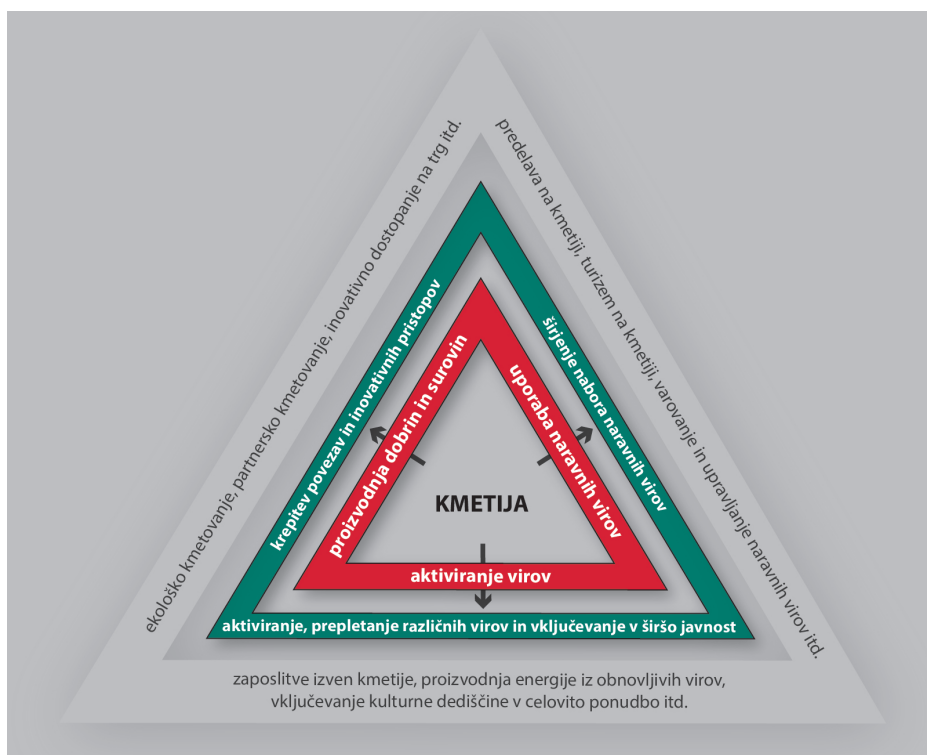 ekološko kmetovanje, partnersko kmetovanje, inovativno dostopanje na trg itd.
predelava na kmetiji, turizem na kmetiji, varovanje in upravljanje naravnih virov itd.
krepitev povezav in inovativnih pristopov
širjenje nabora naravnih virov
proizvodnja dobrin in surovin
uporaba naravnih virov
KMETIJA
aktiviranje virov
aktiviranje, prepletanje različnih virov in vključevanje v širšo javnost
zaposlitve izven kmetije, proizvodnja energije iz obnovljivih virov,
vključevanje kulturne dediščine v celovito ponudbo itd.